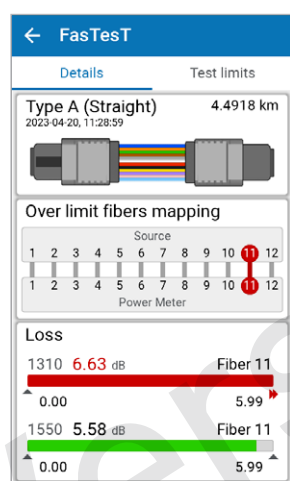 FasTesT
Details Test limits
Type A (Straight) 4.4918 km
2023-04-20, 11:28:59
Over limit fibers mapping
Source
1 2 3 4 5 6 7 8 9 10 11 12
1 2 3 4 5 6 7 8 9 10 11 12
Power Meter
Loss
1310 6.63 dB Fiber 11
0.00 5.99
1550 5.58 dB Fiber 11
0.00 5.99